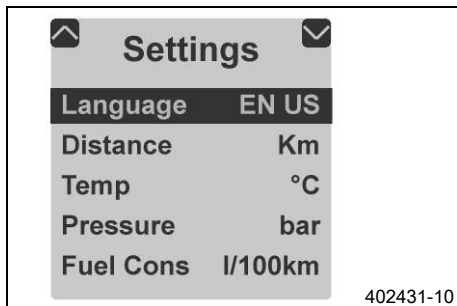 Settings
Language EN US
Distance Km
Temp °C
Pressure bar
Fuel Cons l/100km
402431-10